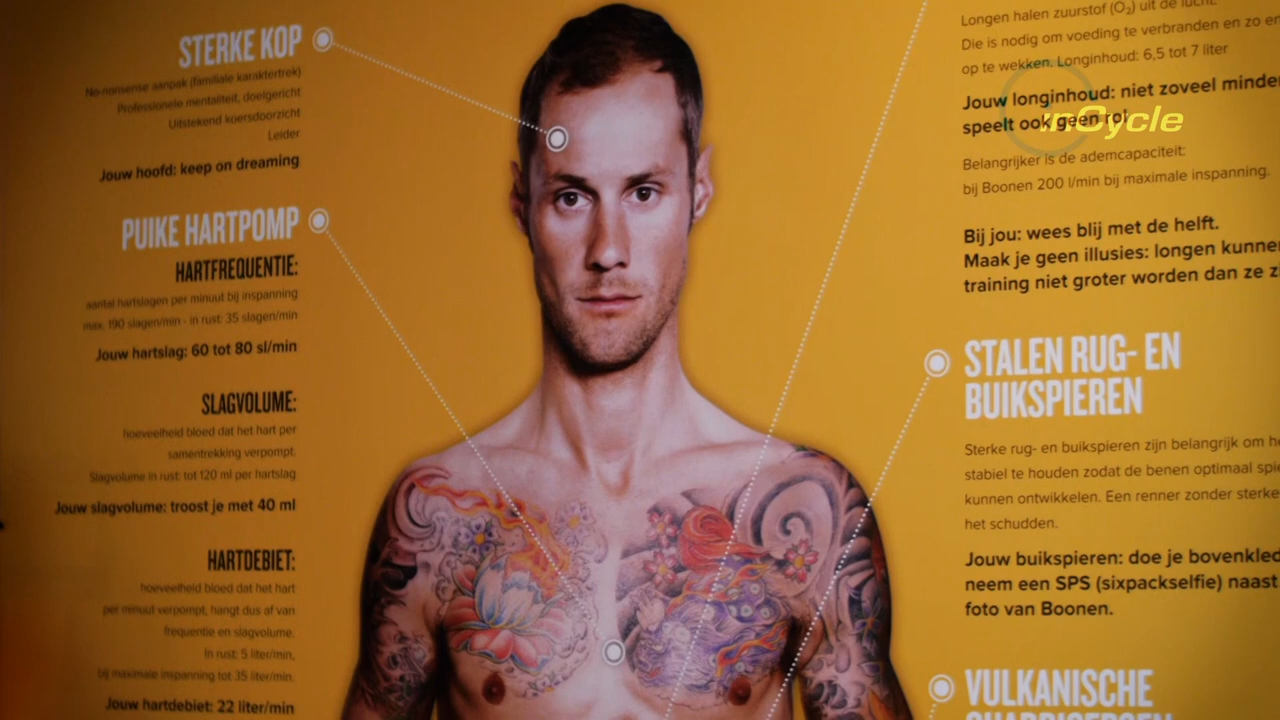 STERKE KOP
No-nonsense aanpak (familiale karaktertrek)
Professionele mentaliteit, doelgericht
Uitstekend koersdoorzicht
Leider
Jouw hoofd: keep on dreaming
PUIKE HARTPOMP
HARTFREQUENTIE:
aantal hartslagen per minuut bij inspanning
max. 190 slagen/min - in rust: 35 slagen/min
Jouw hartslag: 60 tot 80 sl/min
SLAGVOLUME:
hoeveelheid bloed dat het hart per
samentrekking verpompt.
Slagvolume in rust: tot 120 ml per hartslag
Jouw slagvolume: troost je met 40 ml
HARTDEBIET:
hoeveelheid bloed dat het hart
per minuut verpompt, hangt dus af van
frequentie en slagvolume.
In rust: 5 liter/min,
bij maximale inspanning tot 35 liter/min.
Jouw hartdebiet: 22 liter/min
Longen halen zuurstof (O₂) uit de lucht.
Die is nodig om voeding te verbranden en zo
op te wekken. Longinhoud: 6,5 tot 7 liter
Jouw longinhoud: niet zoveel
speelt ook geen rol
inCycle
Belangrijker is de ademcapaciteit:
bij Boonen 200 l/min bij maximale inspanning.
Bij jou: wees blij met de helft.
Maak je geen illusies: longen
training niet groter worden dan ze
STALEN RUG- EN
BUIKSPIEREN
Sterke rug- en buikspieren zijn belangrijk om
stabiel te houden zodat de benen optimaal
kunnen ontwikkelen. Een renner zonder sterke
het schudden.
Jouw buikspieren: doe je
neem een SPS (sixpackselfie) naast
foto van Boonen.
VULKANISCHE